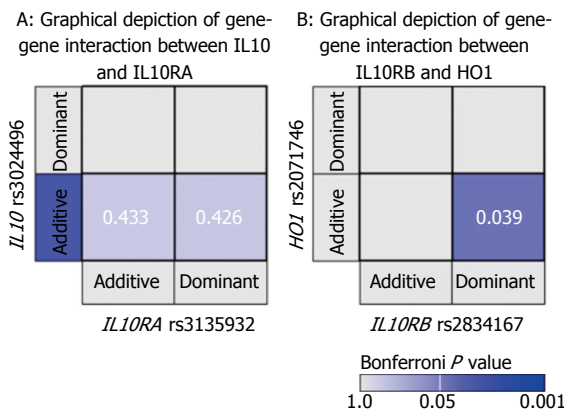 A: Graphical depiction of gene-
gene interaction between IL10
and IL10RA
IL10 rs3024496
Dominant
Additive
0.433 0.426
Additive Dominant
IL10RA rs3135932
B: Graphical depiction of gene-
gene interaction between
IL10RB and HO1
HO1 rs2071746
Dominant
Additive
0.039
Additive Dominant
IL10RB rs2834167
Bonferroni P value
1.0 0.05 0.001